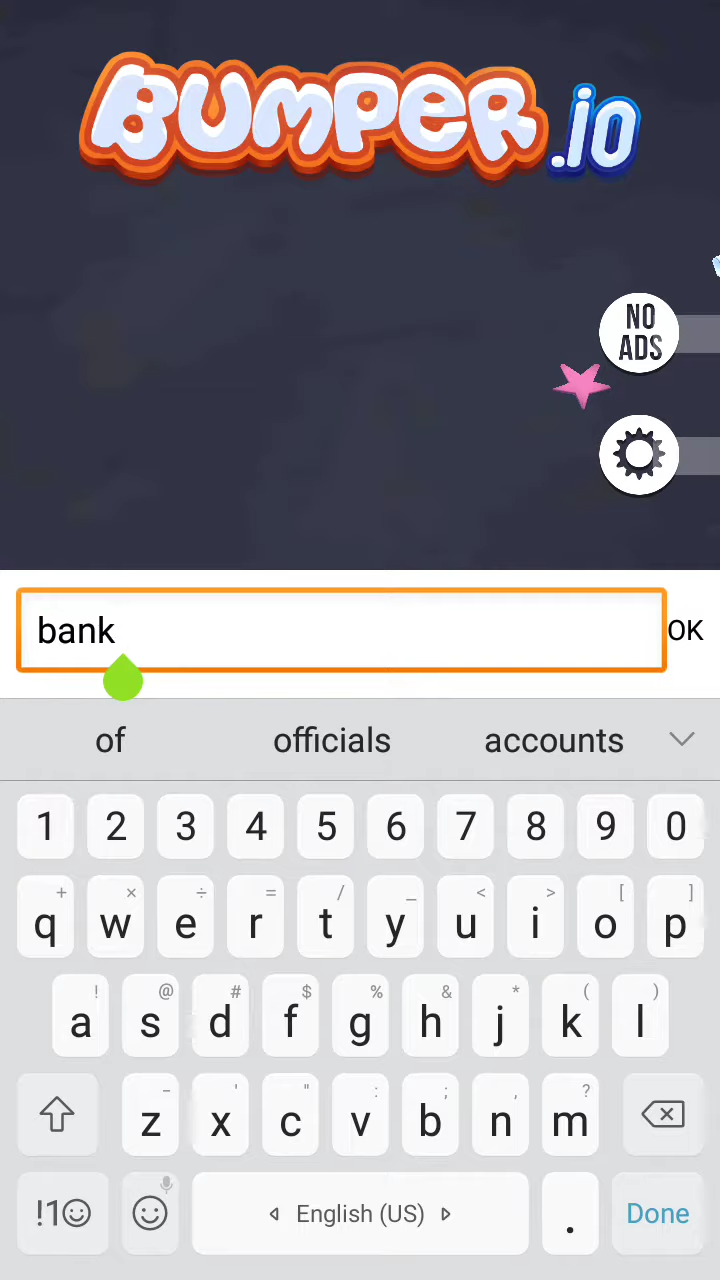 BUMPER.io
NO
ADS
bank
OK
of officials accounts
1 2 3 4 5 6 7 8 9 0
+ × ÷ = / _ < > [ ]
q w e r t y u i o p
! @ # $ % & * ( )
a s d f g h j k l
- ' " : ; , ?
z x c v b n m
!1☺ English (US) . Done